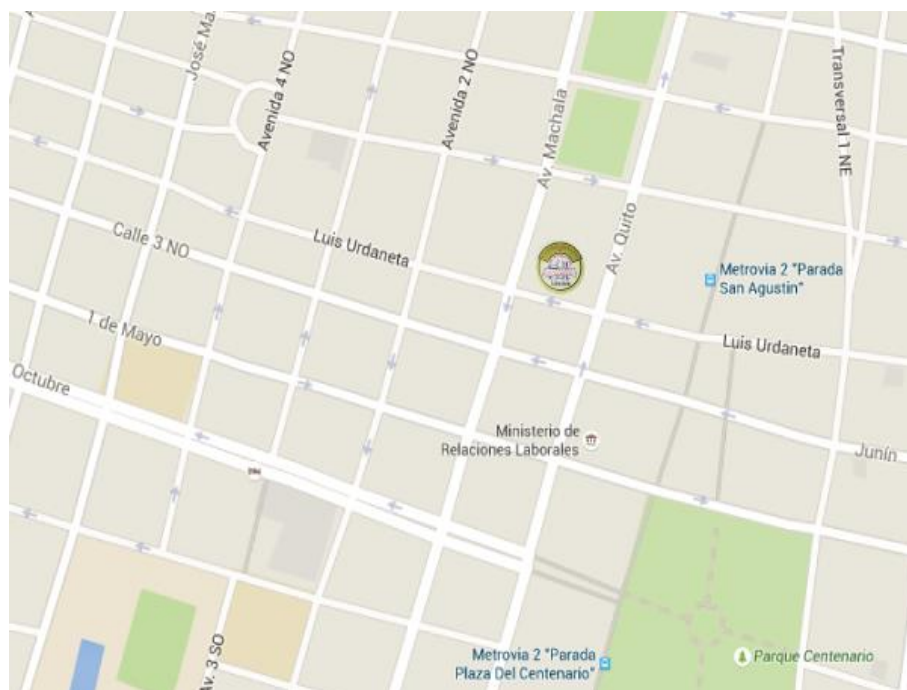 José Ma
Avenida 4 NO
Avenida 2 NO
Av. Machala
Transversal 1 NE
Av. Quito
Calle 3 NO
Luis Urdaneta
Metrovia 2 "Parada
San Agustin"
1 de Mayo
Luis Urdaneta
Octubre
Ministerio de
Relaciones Laborales
Junín
Av. 3 SO
Metrovia 2 "Parada
Plaza Del Centenario"
Parque Centenario